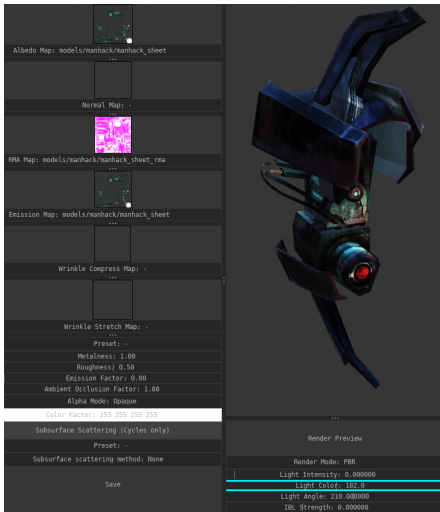 Albedo Map: models/manhack/manhack_sheet
Normal Map: -
RMA Map: models/manhack/manhack_sheet_rma
Emission Map: models/manhack/manhack_sheet
Wrinkle Compress Map: -
Wrinkle Stretch Map: -
Preset: -
Metalness: 1.00
Roughness: 0.50
Emission Factor: 0.00
Ambient Occlusion Factor: 1.00
Alpha Mode: Opaque
Color Factor: 255 255 255 255
Subsurface Scattering (Cycles only)
Preset: -
Subsurface scattering method: None
Save
Render Preview
Render Mode: PBR
Light Intensity: 0.000000
Light Color: 182.0
Light Angle: 210.000000
IBL Strength: 0.000000